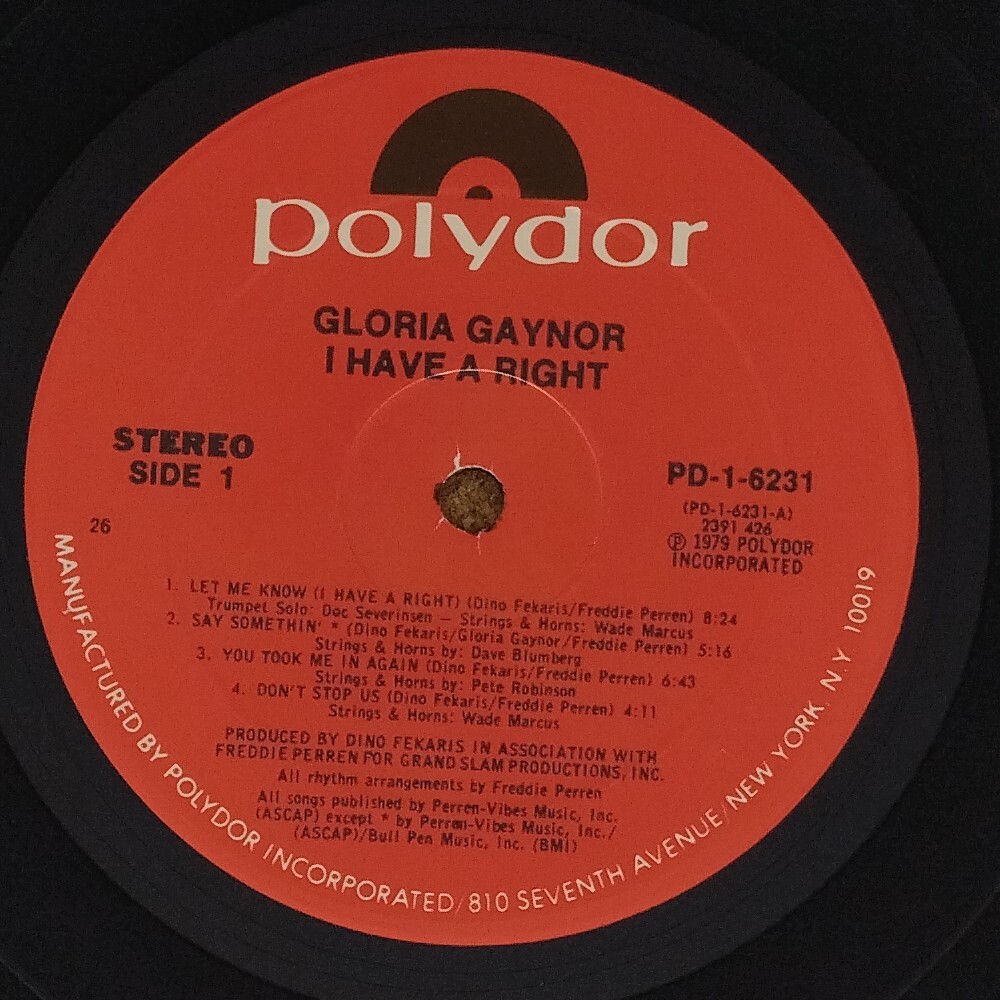 polydor
GLORIA GAYNOR
I HAVE A RIGHT
STEREO
SIDE 1
26
PD-1-6231
(PD-1-6231-A)
2391 426
Ⓟ 1979 POLYDOR
INCORPORATED
1. LET ME KNOW (I HAVE A RIGHT) (Dino Fekaris/Freddie Perren) 8:24
Trumpet Solo: Doc Severinsen — Strings & Horns: Wade Marcus
2. SAY SOMETHIN' * (Dino Fekaris/Gloria Gaynor/Freddie Perren) 5:16
Strings & Horns by: Dave Blumberg
3. YOU TOOK ME IN AGAIN (Dino Fekaris/Freddie Perren) 6:43
Strings & Horns by: Pete Robinson
4. DON'T STOP US (Dino Fekaris/Freddie Perren) 4:11
Strings & Horns: Wade Marcus
PRODUCED BY DINO FEKARIS IN ASSOCIATION WITH
FREDDIE PERREN FOR GRAND SLAM PRODUCTIONS, INC.
All rhythm arrangements by Freddie Perren
All songs published by Perren-Vibes Music, Inc.
(ASCAP) except * by Perren-Vibes Music, Inc./
(ASCAP)/Bull Pen Music, Inc. (BMI)
MANUFACTURED BY POLYDOR INCORPORATED/810 SEVENTH AVENUE/NEW YORK, N.Y 10019